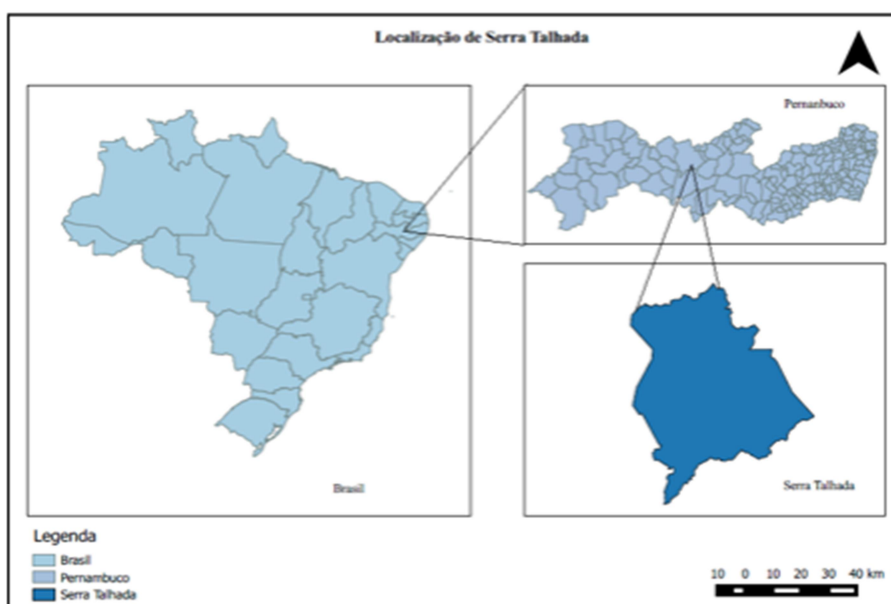 Localização de Serra Talhada
Pernanbuco
Brasil
Serra Talhada
Legenda
Brasil
Pernambuco
Serra Talhada
10 0 10 20 30 40 km